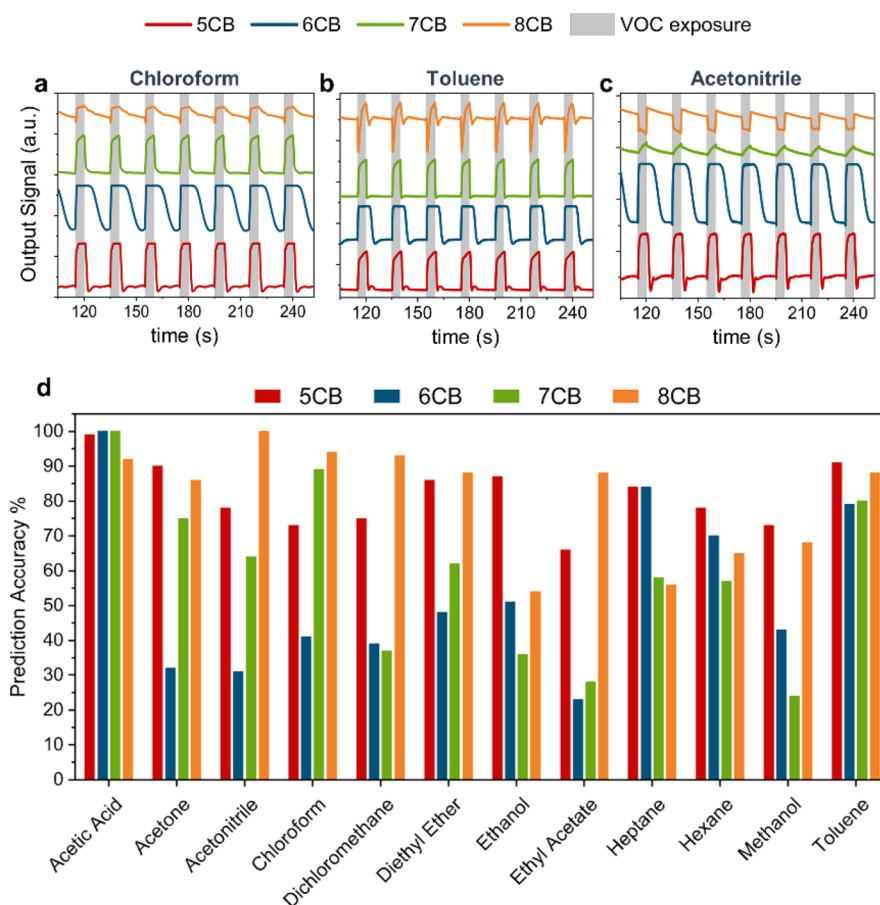 5CB 6CB 7CB 8CB VOC exposure
a Chloroform b Toluene c Acetonitrile
Output Signal (a.u.)
120 150 180 210 240 120 150 180 210 240 120 150 180 210 240
time (s) time (s) time (s)
d
5CB 6CB 7CB 8CB
Prediction Accuracy %
100
90
80
70
60
50
40
30
20
10
0
Acetic Acid
Acetone
Acetonitrile
Chloroform
Dichloromethane
Diethyl Ether
Ethanol
Ethyl Acetate
Heptane
Hexane
Methanol
Toluene